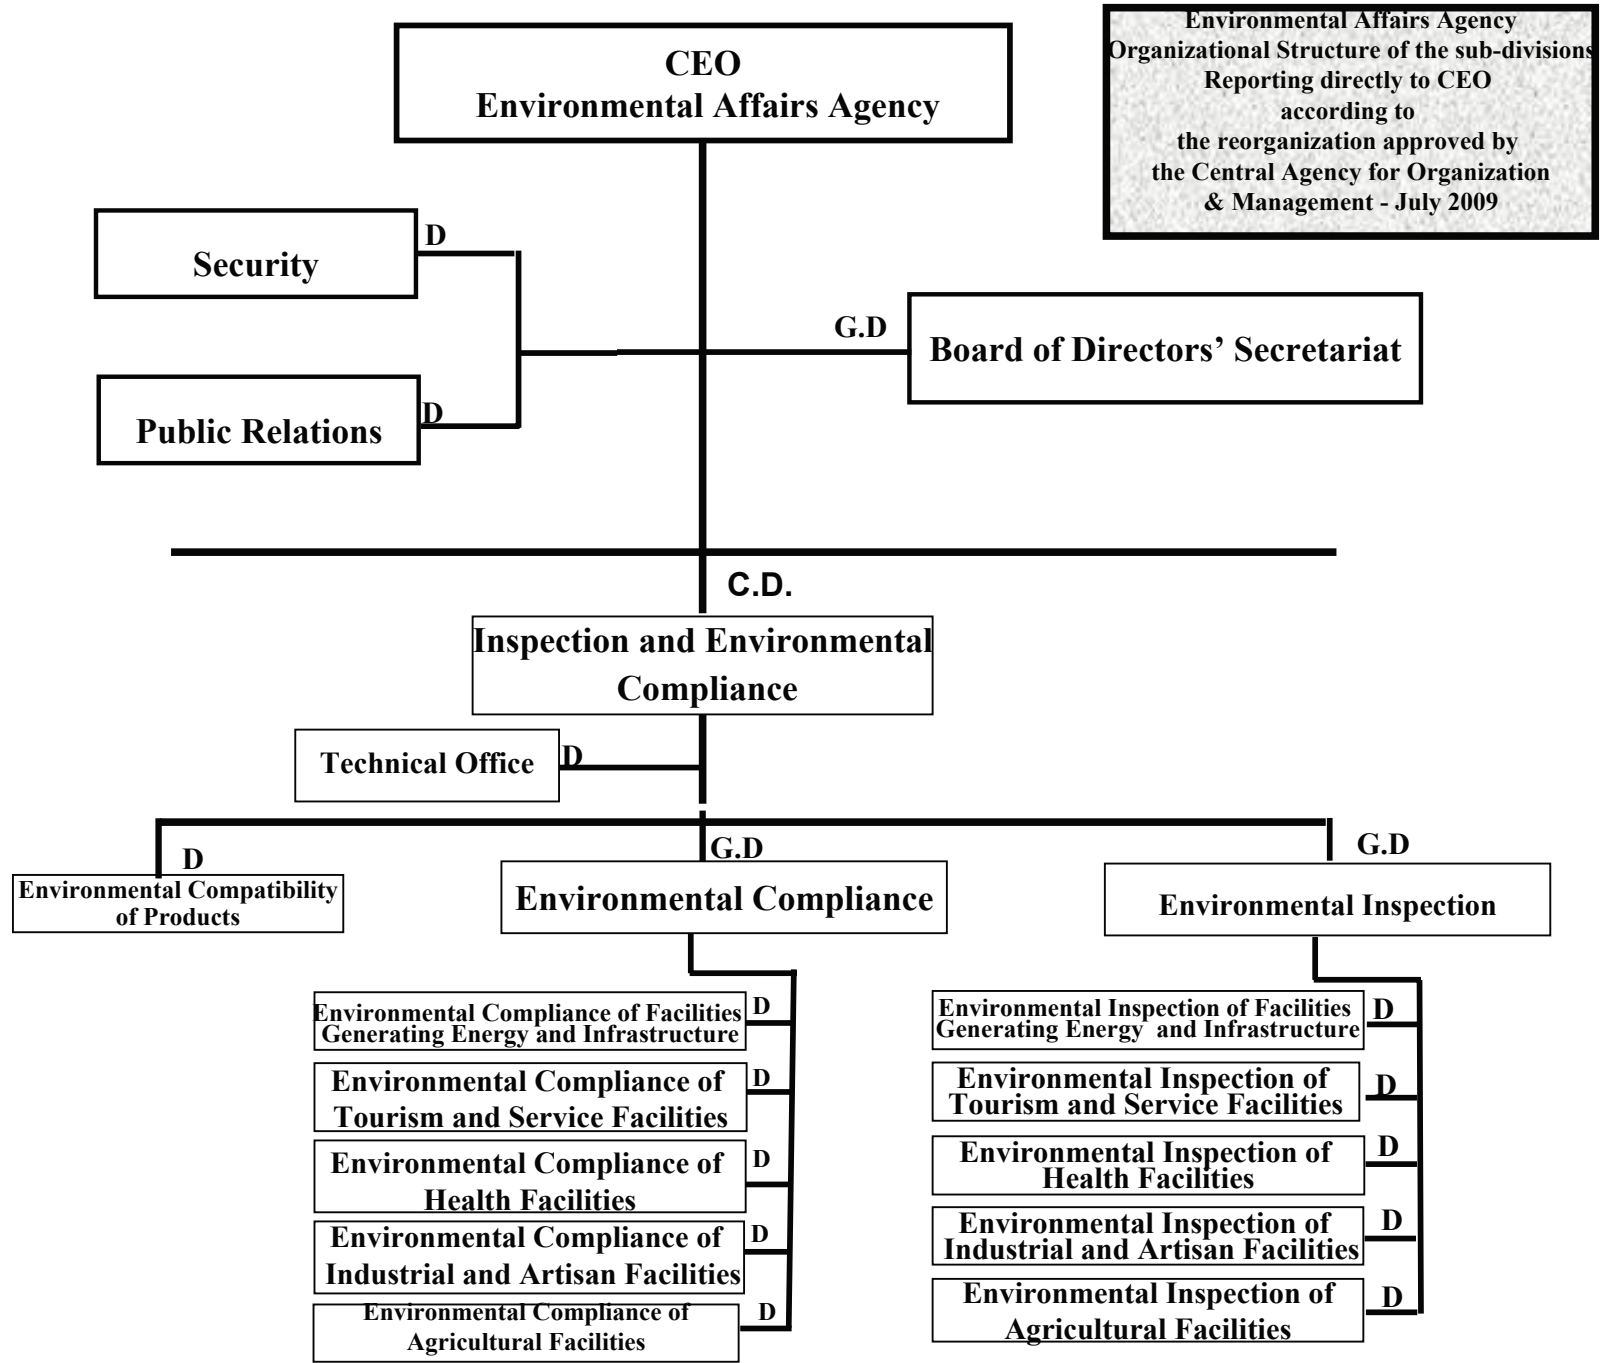 CEO
Environmental Affairs Agency
Environmental Affairs Agency
Organizational Structure of the sub-divisions
Reporting directly to CEO
according to
the reorganization approved by
the Central Agency for Organization
& Management - July 2009
D
Security
G.D
Board of Directors’ Secretariat
D
Public Relations
C.D.
Inspection and Environmental
Compliance
Technical Office
D
D
Environmental Compatibility
of Products
G.D
Environmental Compliance
G.D
Environmental Inspection
Environmental Compliance of Facilities
Generating Energy and Infrastructure
D
Environmental Compliance of
Tourism and Service Facilities
D
Environmental Compliance of
Health Facilities
D
Environmental Compliance of
Industrial and Artisan Facilities
D
Environmental Compliance of
Agricultural Facilities
D
Environmental Inspection of Facilities
Generating Energy and Infrastructure
D
Environmental Inspection of
Tourism and Service Facilities
D
Environmental Inspection of
Health Facilities
D
Environmental Inspection of
Industrial and Artisan Facilities
D
Environmental Inspection of
Agricultural Facilities
D